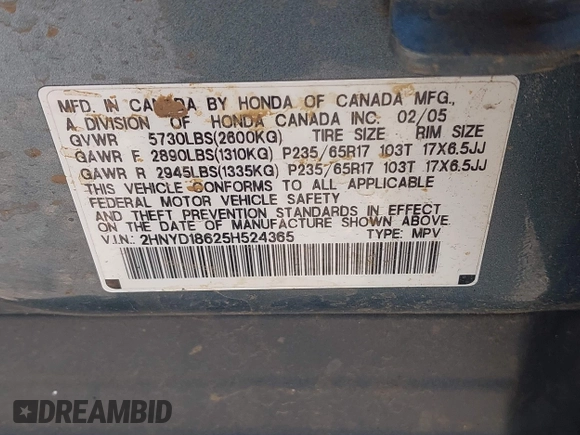 MFD. IN CANADA BY HONDA OF CANADA MFG.,
A DIVISION OF HONDA CANADA INC. 02/05
GVWR 5730LBS(2600KG) TIRE SIZE RIM SIZE
GAWR F 2890LBS(1310KG) P235/65R17 103T 17X6.5JJ
GAWR R 2945LBS(1335KG) P235/65R17 103T 17X6.5JJ
THIS VEHICLE CONFORMS TO ALL APPLICABLE
FEDERAL MOTOR VEHICLE SAFETY
AND THEFT PREVENTION STANDARDS IN EFFECT
ON THE DATE OF MANUFACTURE SHOWN ABOVE.
V.I.N.: 2HNYD18625H524365 TYPE: MPV
DREAMBID